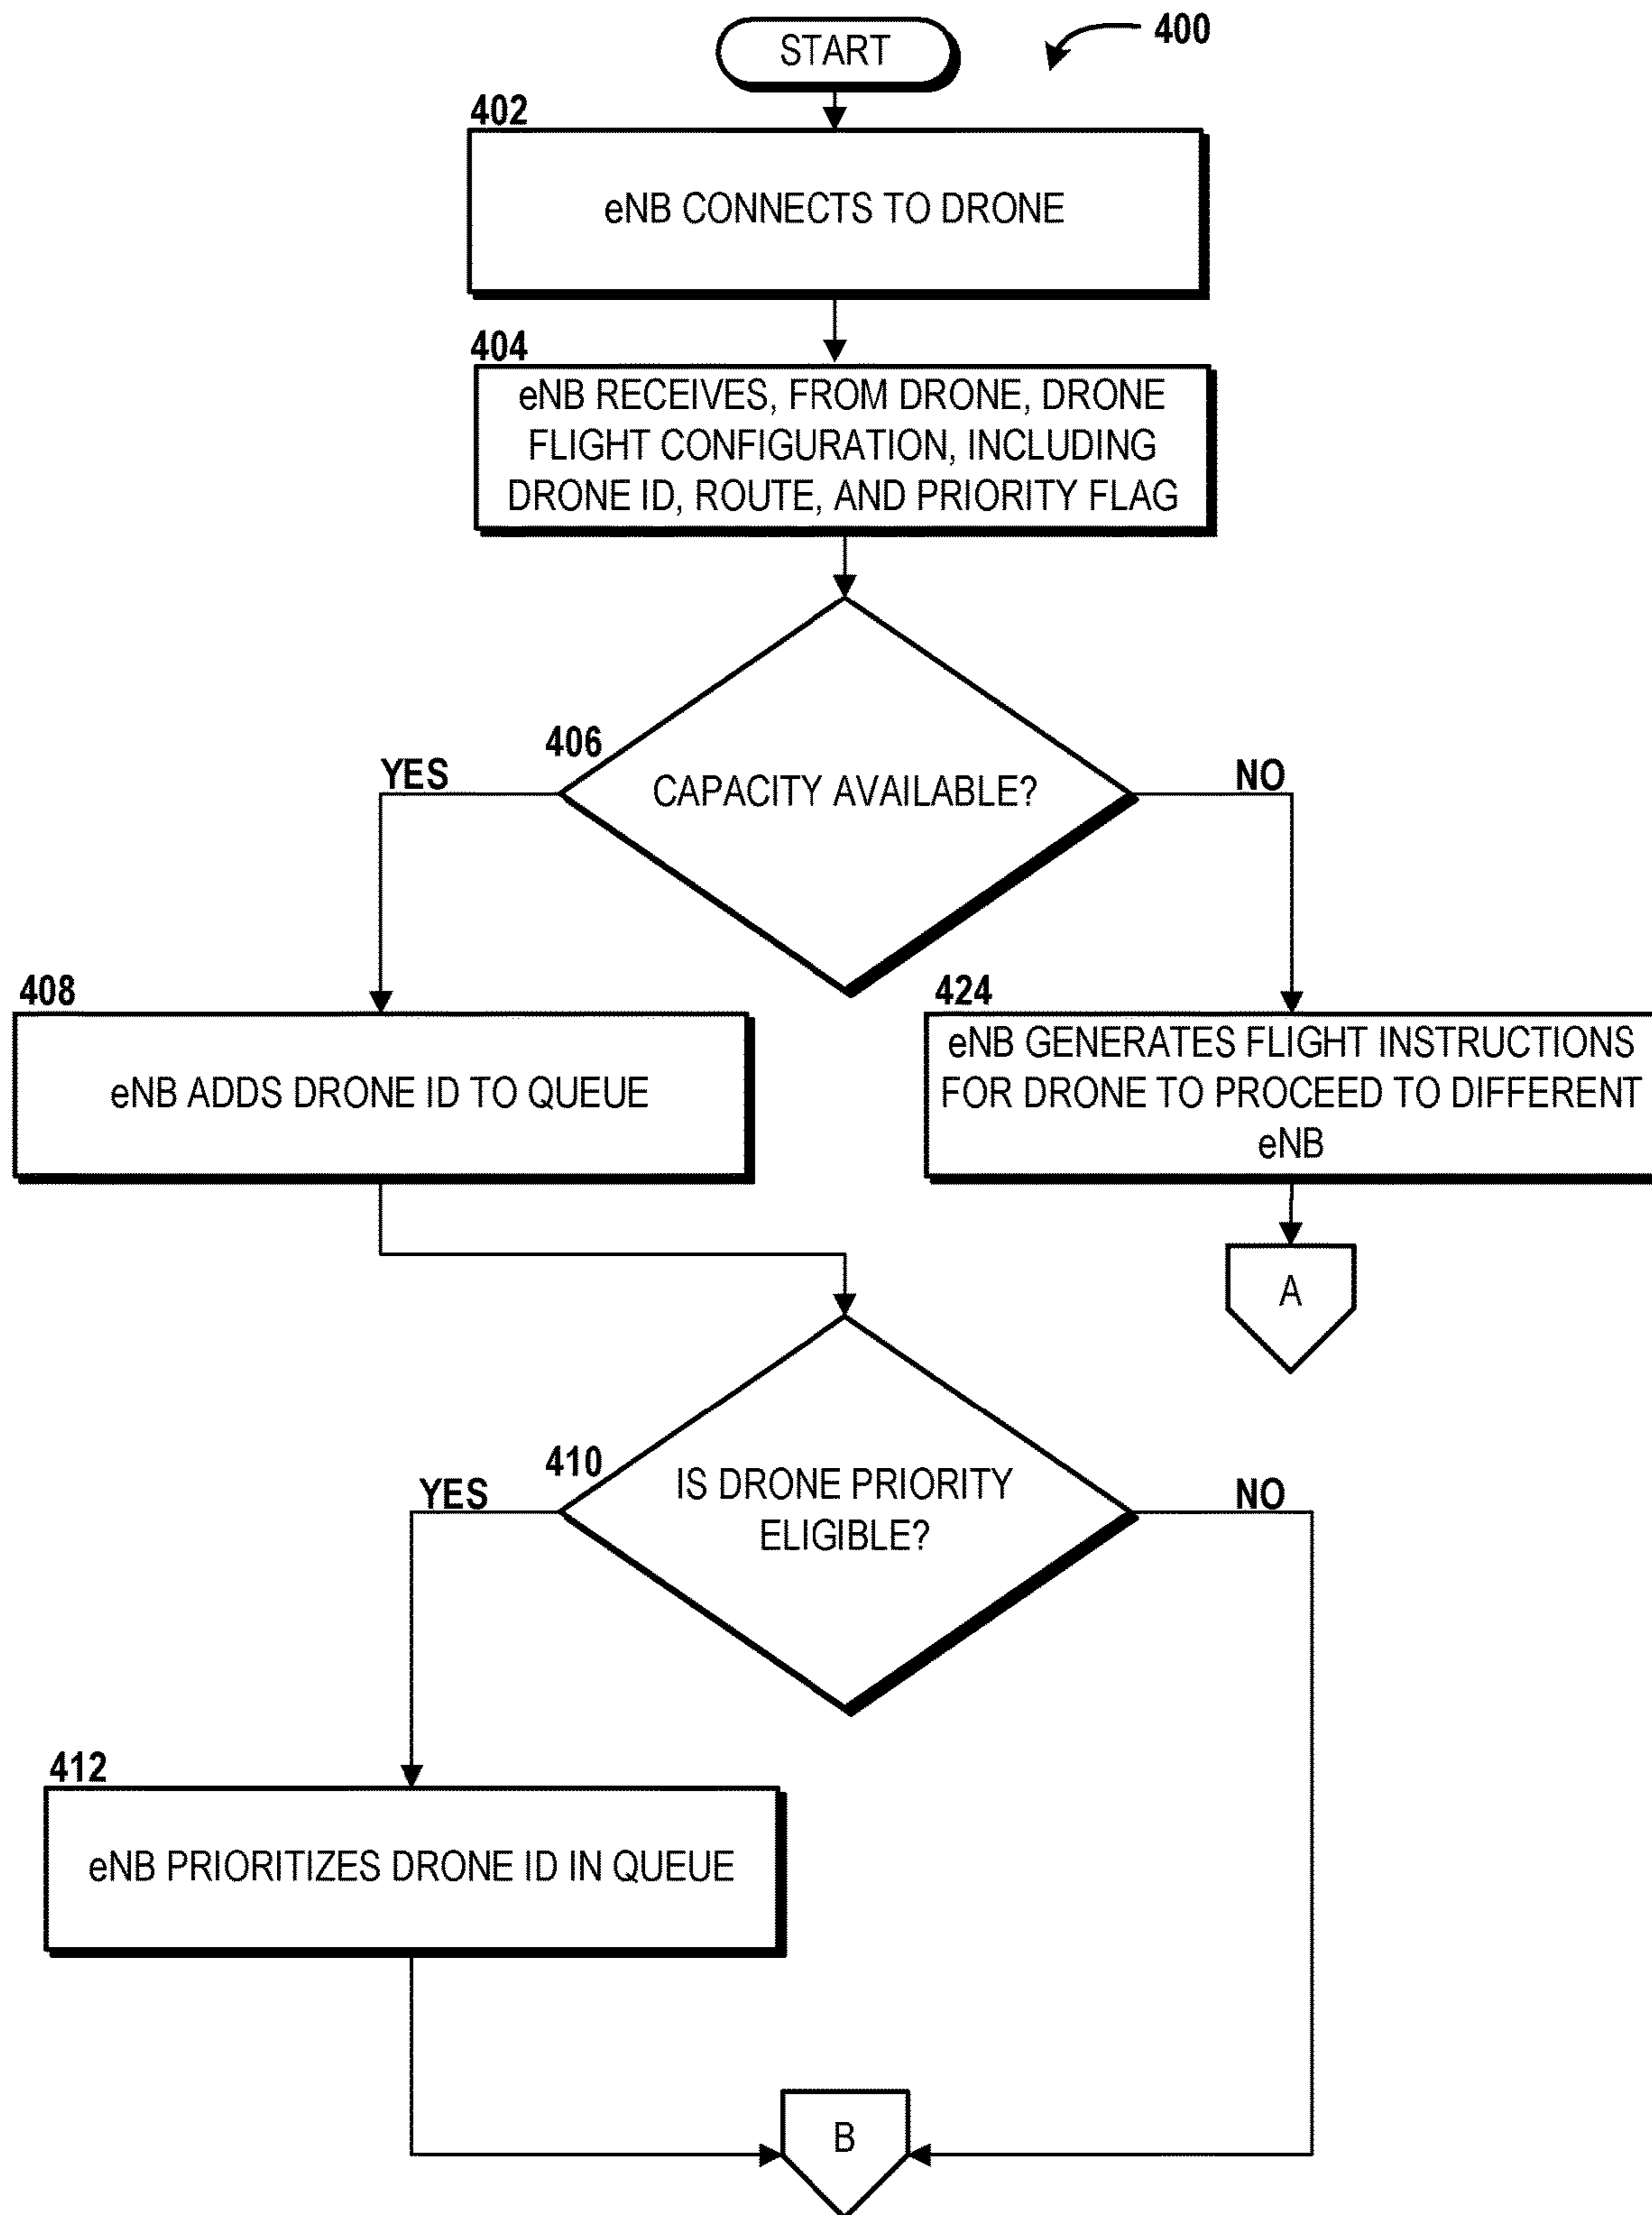 START
400
402
eNB CONNECTS TO DRONE
404
eNB RECEIVES, FROM DRONE, DRONE
FLIGHT CONFIGURATION, INCLUDING
DRONE ID, ROUTE, AND PRIORITY FLAG
406
YES
CAPACITY AVAILABLE?
NO
408
eNB ADDS DRONE ID TO QUEUE
424
eNB GENERATES FLIGHT INSTRUCTIONS
FOR DRONE TO PROCEED TO DIFFERENT
eNB
A
410
YES
IS DRONE PRIORITY
ELIGIBLE?
NO
412
eNB PRIORITIZES DRONE ID IN QUEUE
B